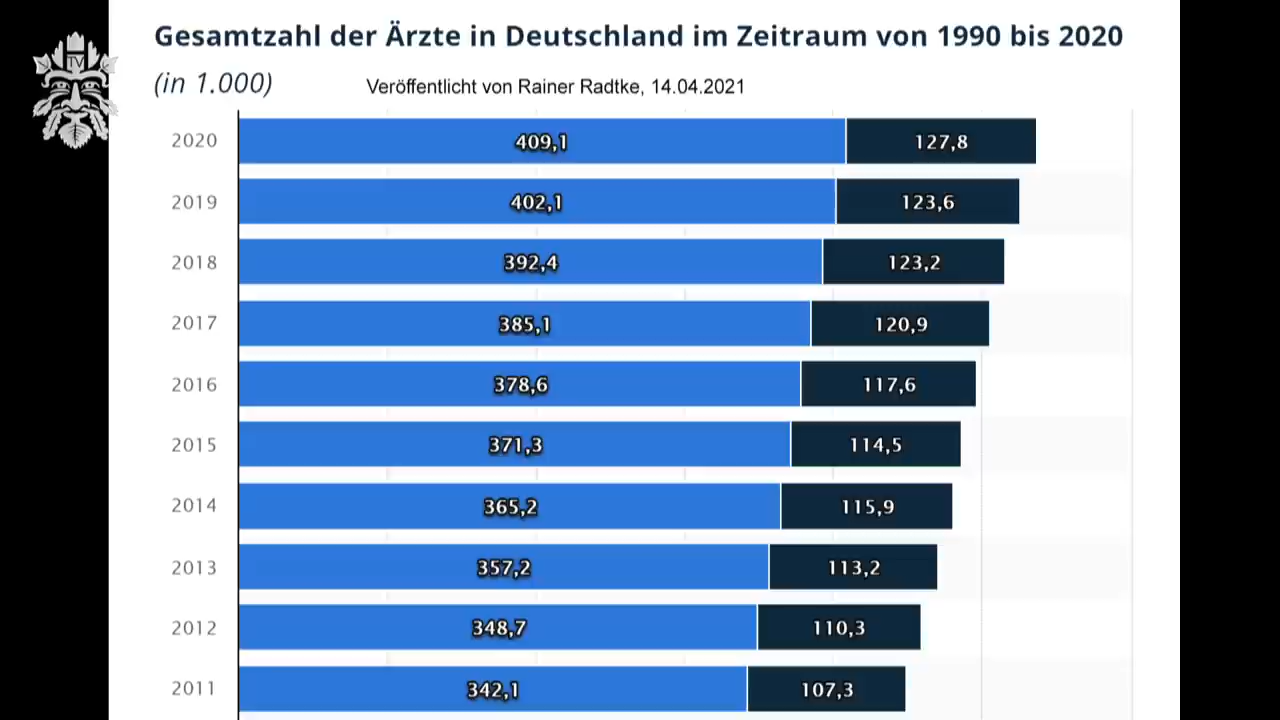 TV
Gesamtzahl der Ärzte in Deutschland im Zeitraum von 1990 bis 2020
(in 1.000) Veröffentlicht von Rainer Radtke, 14.04.2021
2020 409,1 127,8
2019 402,1 123,6
2018 392,4 123,2
2017 385,1 120,9
2016 378,6 117,6
2015 371,3 114,5
2014 365,2 115,9
2013 357,2 113,2
2012 348,7 110,3
2011 342,1 107,3